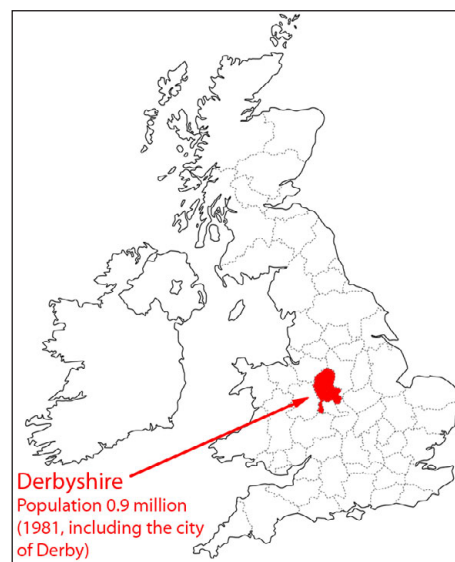 Derbyshire
Population 0.9 million
(1981, including the city
of Derby)